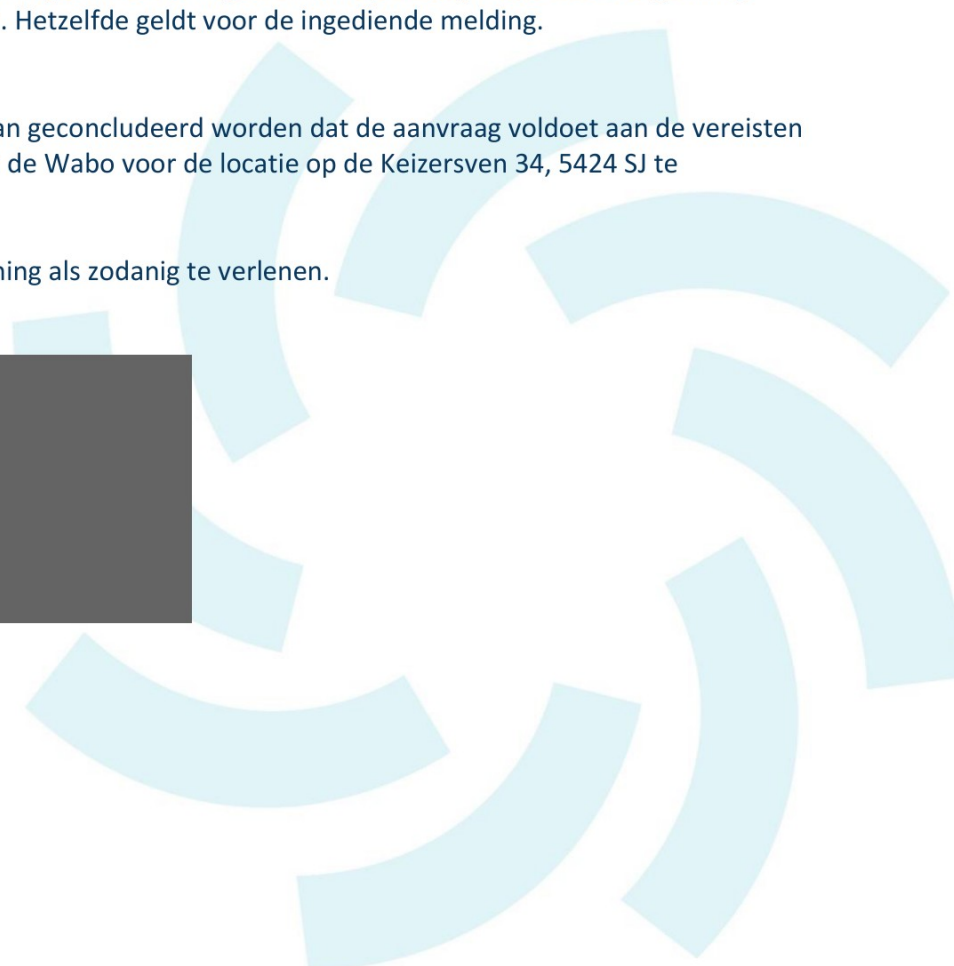 . Hetzelfde geldt voor de ingediende melding.
an geconcludeerd worden dat de aanvraag voldoet aan de vereisten
de Wabo voor de locatie op de Keizersven 34, 5424 SJ te
ning als zodanig te verlenen.